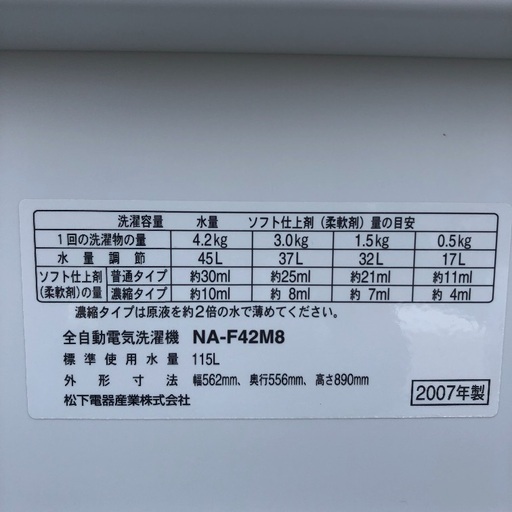 洗濯容量 水量 ソフト仕上剤（柔軟剤）量の目安
1回の洗濯物の量 4.2kg 3.0kg 1.5kg 0.5kg
水量調節 45L 37L 32L 17L
ソフト仕上剤 普通タイプ 約30ml 約25ml 約21ml 約11ml
(柔軟剤)の量 濃縮タイプ 約10ml 約 8ml 約 7ml 約 4ml
濃縮タイプは原液を約2倍の水で薄めてください。
全自動電気洗濯機 NA-F42M8
標準使用水量 115L
外形寸法 幅562mm、奥行556mm、高さ890mm
松下電器産業株式会社 2007年製